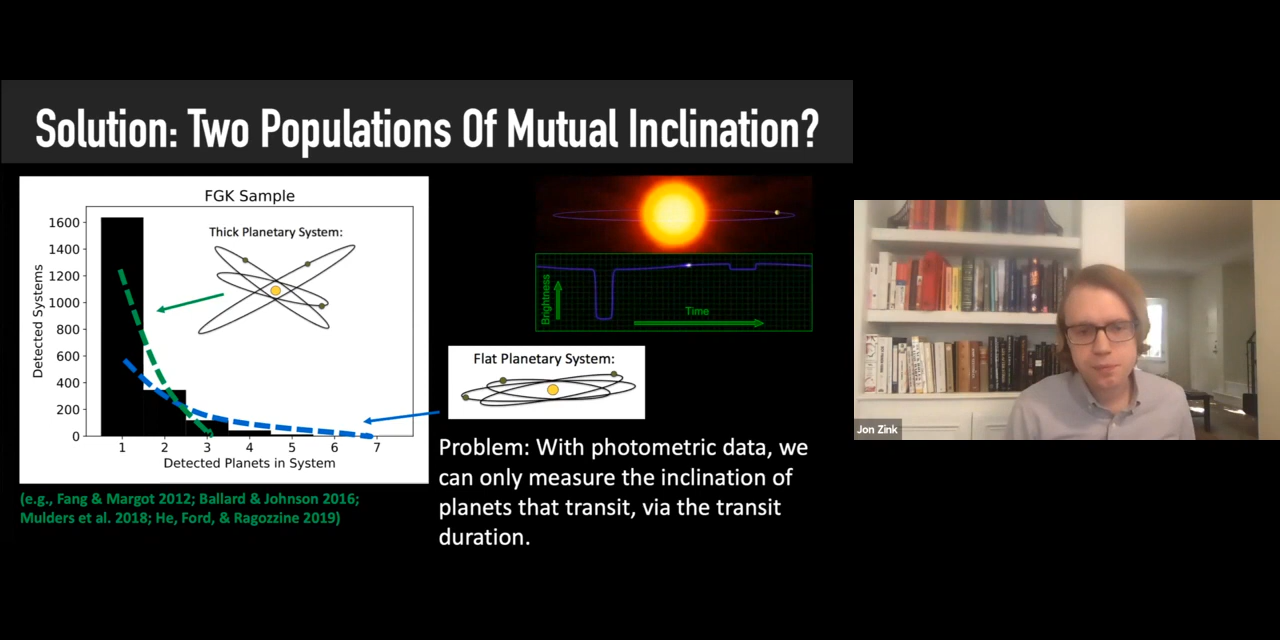 Solution: Two Populations Of Mutual Inclination?
FGK Sample
Thick Planetary System:
1600
1400
1200
1000
800
600
400
200
0
Detected Systems
1 2 3 4 5 6 7
Detected Planets in System
(e.g., Fang & Margot 2012; Ballard & Johnson 2016;
Mulders et al. 2018; He, Ford, & Ragozzine 2019)
Brightness
Time
Flat Planetary System:
Problem: With photometric data, we
can only measure the inclination of
planets that transit, via the transit
duration.
Jon Zink